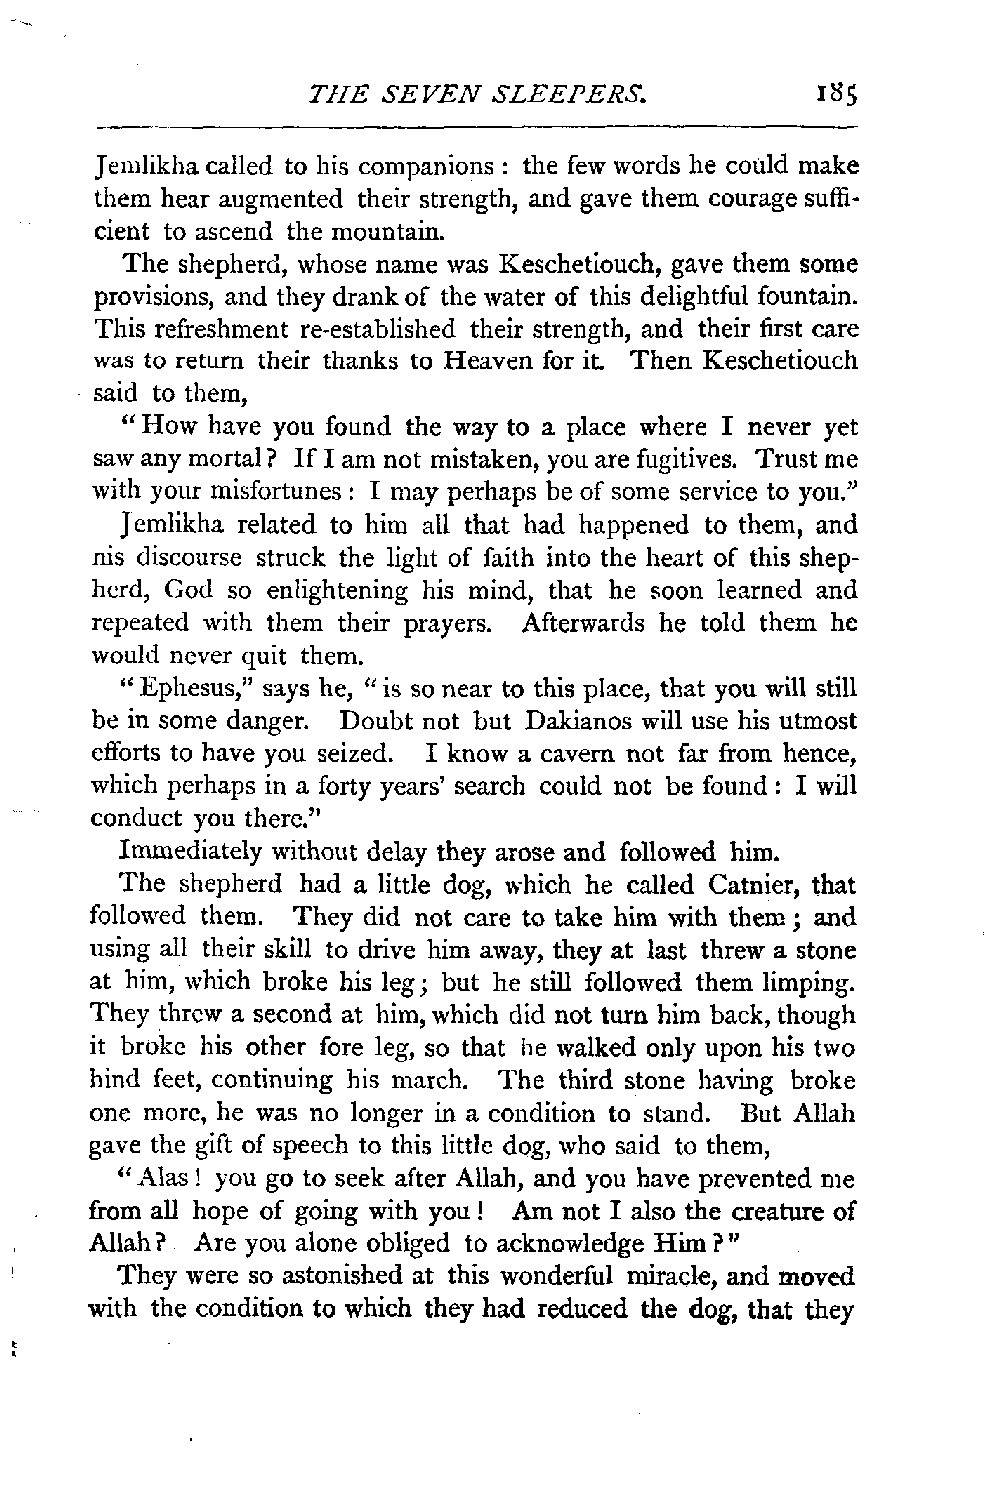 THE SEVEN SLEEPERS. 185
Jemlikha called to his companions : the few words he could make
them hear augmented their strength, and gave them courage suffi-
cient to ascend the mountain.
The shepherd, whose name was Keschetiouch, gave them some
provisions, and they drank of the water of this delightful fountain.
This refreshment re-established their strength, and their first care
was to return their thanks to Heaven for it. Then Keschetiouch
said to them,
“How have you found the way to a place where I never yet
saw any mortal? If I am not mistaken, you are fugitives. Trust me
with your misfortunes : I may perhaps be of some service to you.”
Jemlikha related to him all that had happened to them, and
his discourse struck the light of faith into the heart of this shep-
herd, God so enlightening his mind, that he soon learned and
repeated with them their prayers. Afterwards he told them he
would never quit them.
“Ephesus,” says he, “is so near to this place, that you will still
be in some danger. Doubt not but Dakianos will use his utmost
efforts to have you seized. I know a cavern not far from hence,
which perhaps in a forty years’ search could not be found : I will
conduct you there.”
Immediately without delay they arose and followed him.
The shepherd had a little dog, which he called Catnier, that
followed them. They did not care to take him with them ; and
using all their skill to drive him away, they at last threw a stone
at him, which broke his leg; but he still followed them limping.
They threw a second at him, which did not turn him back, though
it broke his other fore leg, so that he walked only upon his two
hind feet, continuing his march. The third stone having broke
one more, he was no longer in a condition to stand. But Allah
gave the gift of speech to this little dog, who said to them,
“Alas! you go to seek after Allah, and you have prevented me
from all hope of going with you! Am not I also the creature of
Allah? Are you alone obliged to acknowledge Him?”
They were so astonished at this wonderful miracle, and moved
with the condition to which they had reduced the dog, that they